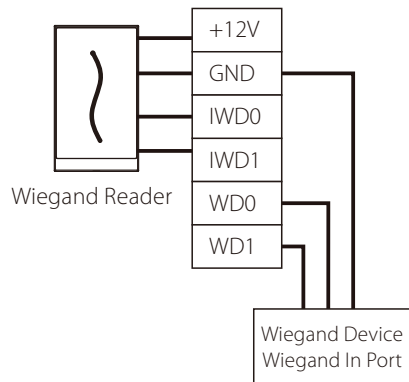 +12V
GND
IWD0
IWD1
WD0
WD1
Wiegand Reader
Wiegand Device
Wiegand In Port